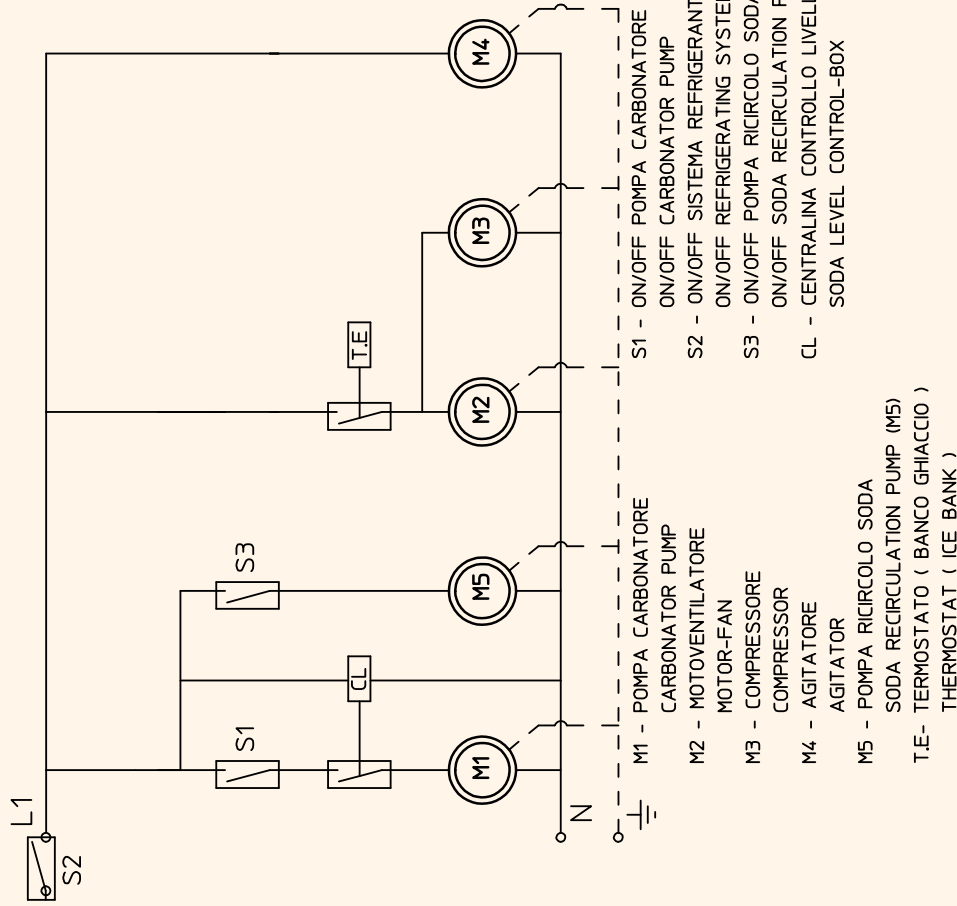 S2
L1
N
S1
CL
M1
S3
M5
T.E
M2
M3
M4
M1 - POMPA CARBONATORE
CARBONATOR PUMP
M2 - MOTOVENTILATORE
MOTOR-FAN
M3 - COMPRESSORE
COMPRESSOR
M4 - AGITATORE
AGITATOR
M5 - POMPA RICIRCOLO SODA
SODA RECIRCULATION PUMP (M5)
T.E- TERMOSTATO ( BANCO GHIACCIO )
THERMOSTAT ( ICE BANK )
S1 - ON/OFF POMPA CARBONATORE
ON/OFF CARBONATOR PUMP
S2 - ON/OFF SISTEMA REFRIGERANT
ON/OFF REFRIGERATING SYSTEM
S3 - ON/OFF POMPA RICIRCOLO SODA
ON/OFF SODA RECIRCULATION
CL - CENTRALINA CONTROLLO LIVELL
SODA LEVEL CONTROL-BOX